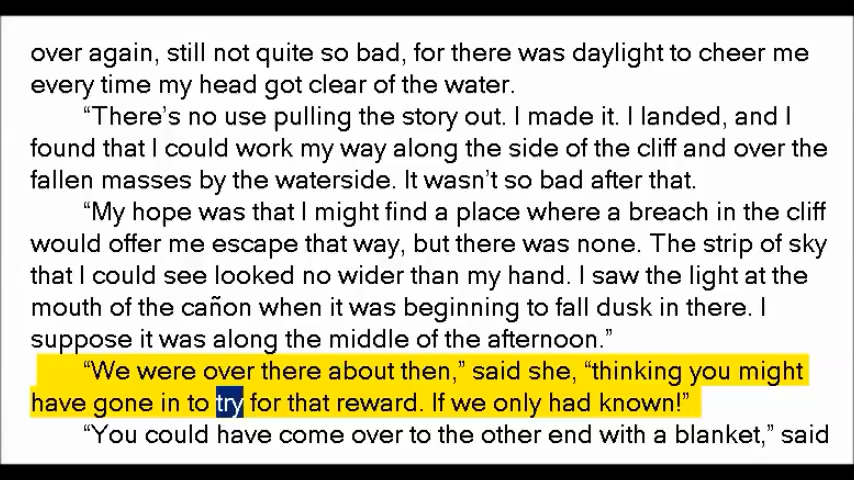 over again, still not quite so bad, for there was daylight to cheer me
every time my head got clear of the water.
“There’s no use pulling the story out. I made it. I landed, and I
found that I could work my way along the side of the cliff and over the
fallen masses by the waterside. It wasn’t so bad after that.
“My hope was that I might find a place where a breach in the cliff
would offer me escape that way, but there was none. The strip of sky
that I could see looked no wider than my hand. I saw the light at the
mouth of the cañon when it was beginning to fall dusk in there. I
suppose it was along the middle of the afternoon.”
“We were over there about then,” said she, “thinking you might
have gone in to try for that reward. If we only had known!”
“You could have come over to the other end with a blanket,” said